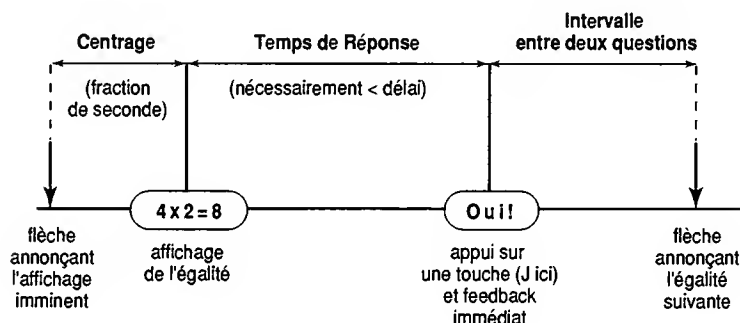 Centrage
(fraction
de seconde)
Temps de Réponse
(nécessairement < délai)
Intervalle
entre deux questions
4 x 2 = 8
Oui!
flèche
annonçant
l'affichage
imminent
affichage
de l'égalité
appui sur
une touche (J ici)
et feedback
immédiat
flèche
annonçant
l'égalité
suivante